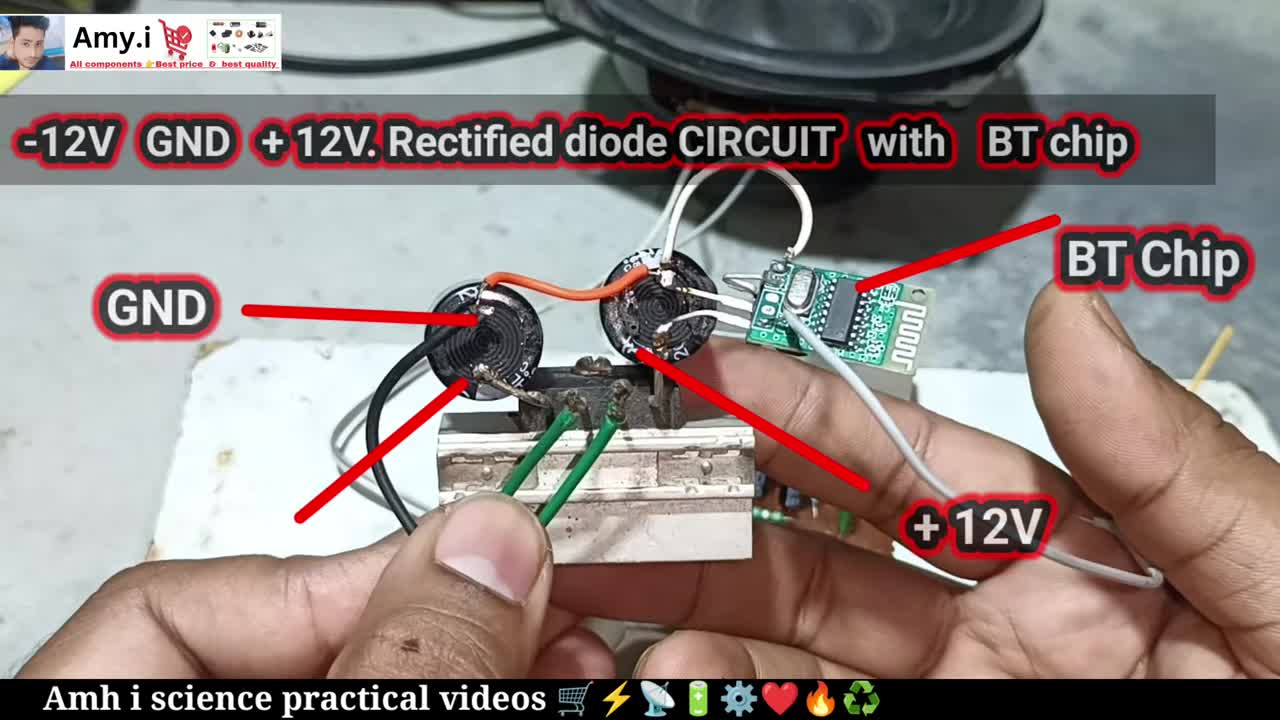 Amy.i
All components 👉Best price & best quality
-12V GND + 12V. Rectified diode CIRCUIT with BT chip
BT Chip
GND
+ 12V
Amh i science practical videos 🛒⚡📡🔋⚙️❤️🔥♻️